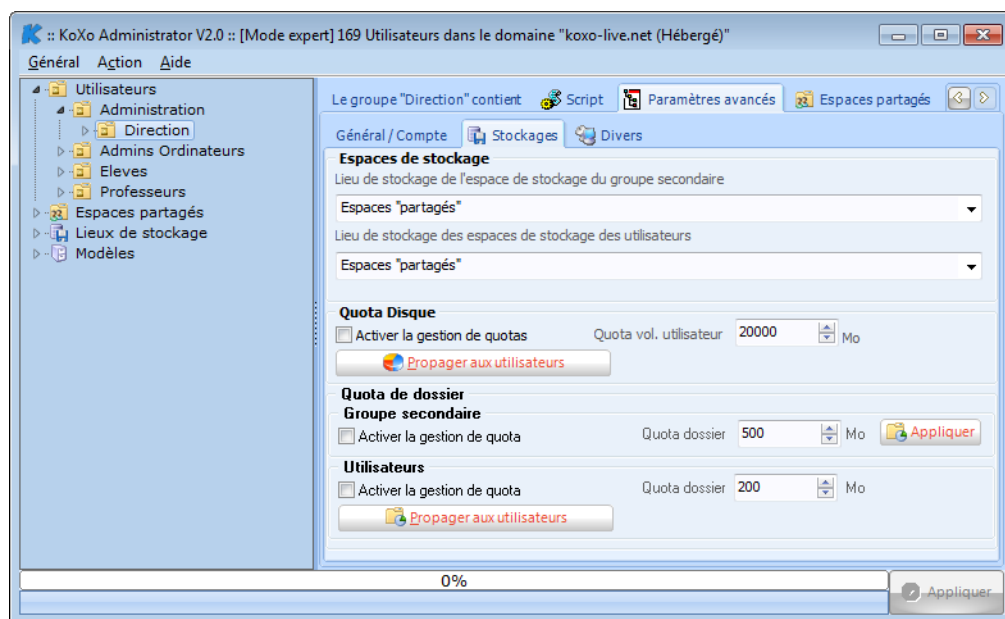 :: KoXo Administrator V2.0 :: [Mode expert] 169 Utilisateurs dans le domaine "koxo-live.net (Hébergé)"
Général Action Aide
Utilisateurs
Administration
Direction
Admins Ordinateurs
Eleves
Professeurs
Espaces partagés
Lieux de stockage
Modèles
Le groupe "Direction" contient Script Paramètres avancés Espaces partagés
Général / Compte Stockages Divers
Espaces de stockage
Lieu de stockage de l'espace de stockage du groupe secondaire
Espaces "partagés"
Lieu de stockage des espaces de stockage des utilisateurs
Espaces "partagés"
Quota Disque
Activer la gestion de quotas Quota vol. utilisateur 20000 Mo
Propager aux utilisateurs
Quota de dossier
Groupe secondaire
Activer la gestion de quota Quota dossier 500 Mo Appliquer
Utilisateurs
Activer la gestion de quota Quota dossier 200 Mo
Propager aux utilisateurs
0%
Appliquer